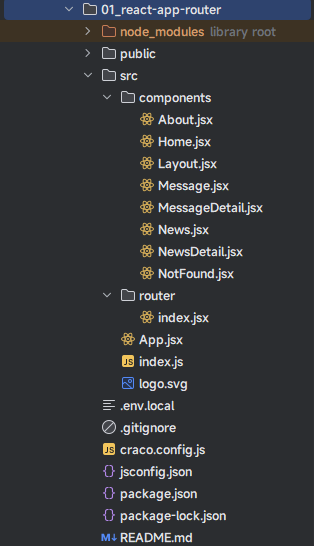 01_react-app-router
node_modules library root
public
src
components
About.jsx
Home.jsx
Layout.jsx
Message.jsx
MessageDetail.jsx
News.jsx
NewsDetail.jsx
NotFound.jsx
router
index.jsx
App.jsx
JS index.js
logo.svg
.env.local
.gitignore
JS craco.config.js
{} jsconfig.json
{} package.json
{} package-lock.json
M↓ README.md